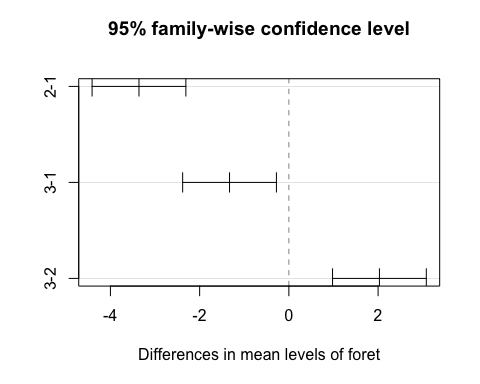 95% family-wise confidence level
2-1
3-1
3-2
-4 -2 0 2
Differences in mean levels of foret